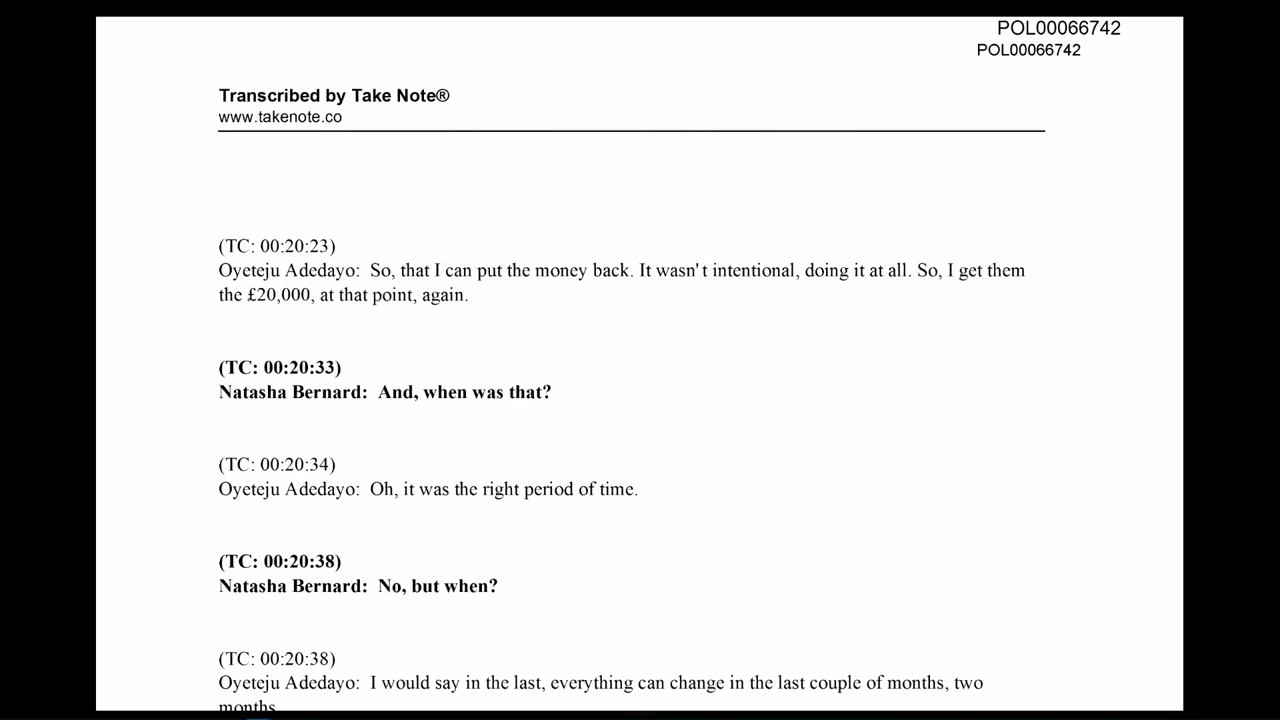 POL00066742
POL00066742
Transcribed by Take Note®
www.takenote.co
(TC: 00:20:23)
Oyeteju Adedayo: So, that I can put the money back. It wasn't intentional, doing it at all. So, I get them
the £20,000, at that point, again.
(TC: 00:20:33)
Natasha Bernard: And, when was that?
(TC: 00:20:34)
Oyeteju Adedayo: Oh, it was the right period of time.
(TC: 00:20:38)
Natasha Bernard: No, but when?
(TC: 00:20:38)
Oyeteju Adedayo: I would say in the last, everything can change in the last couple of months, two
months